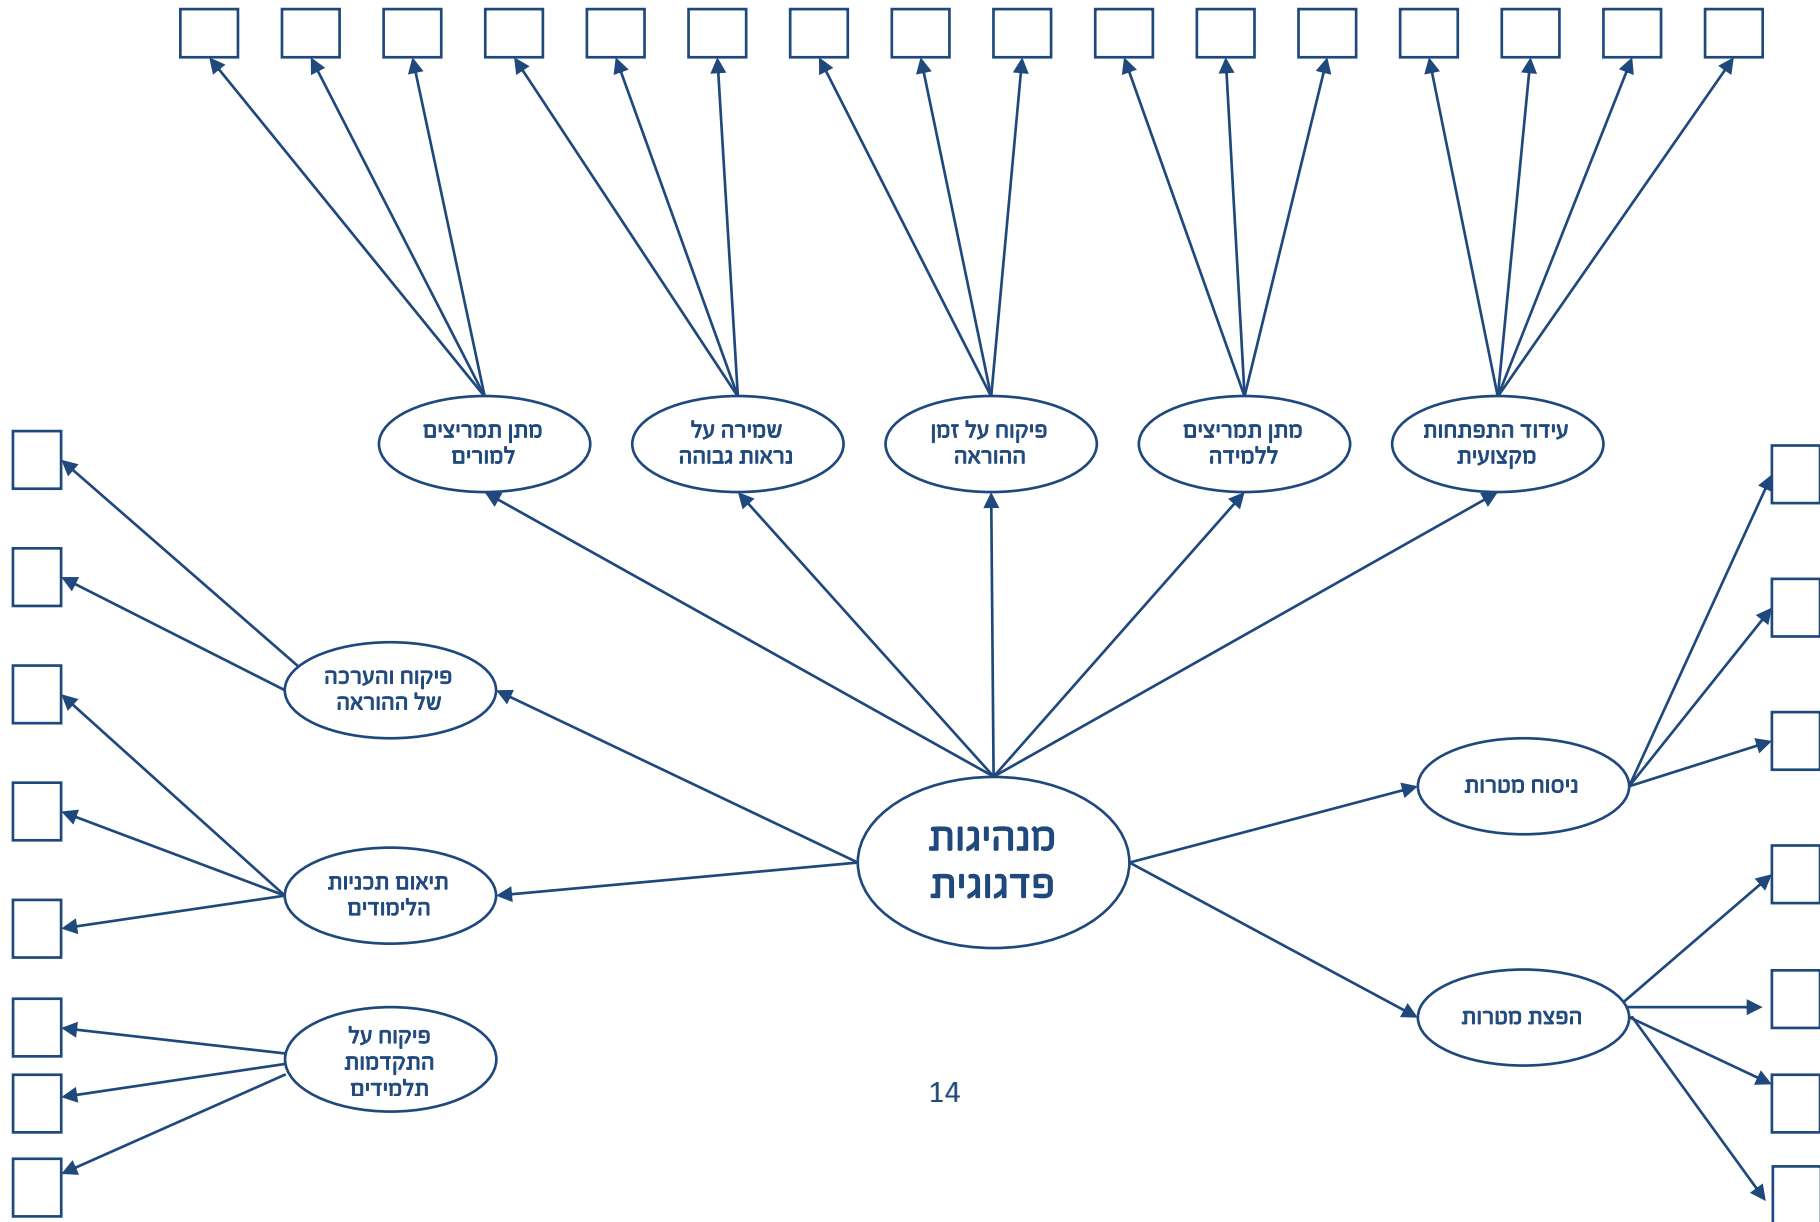 עידוד התפתחות
מקצועית
מתן תמריצים
ללמידה
פיקוח על זמן
ההוראה
שמירה על
נראות גבוהה
מתן תמריצים
למורים
פיקוח והערכה
של ההוראה
ניסוח מטרות
מנהיגות
פדגוגית
תיאום תכניות
הלימודים
הפצת מטרות
פיקוח על
התקדמות
תלמידים
14